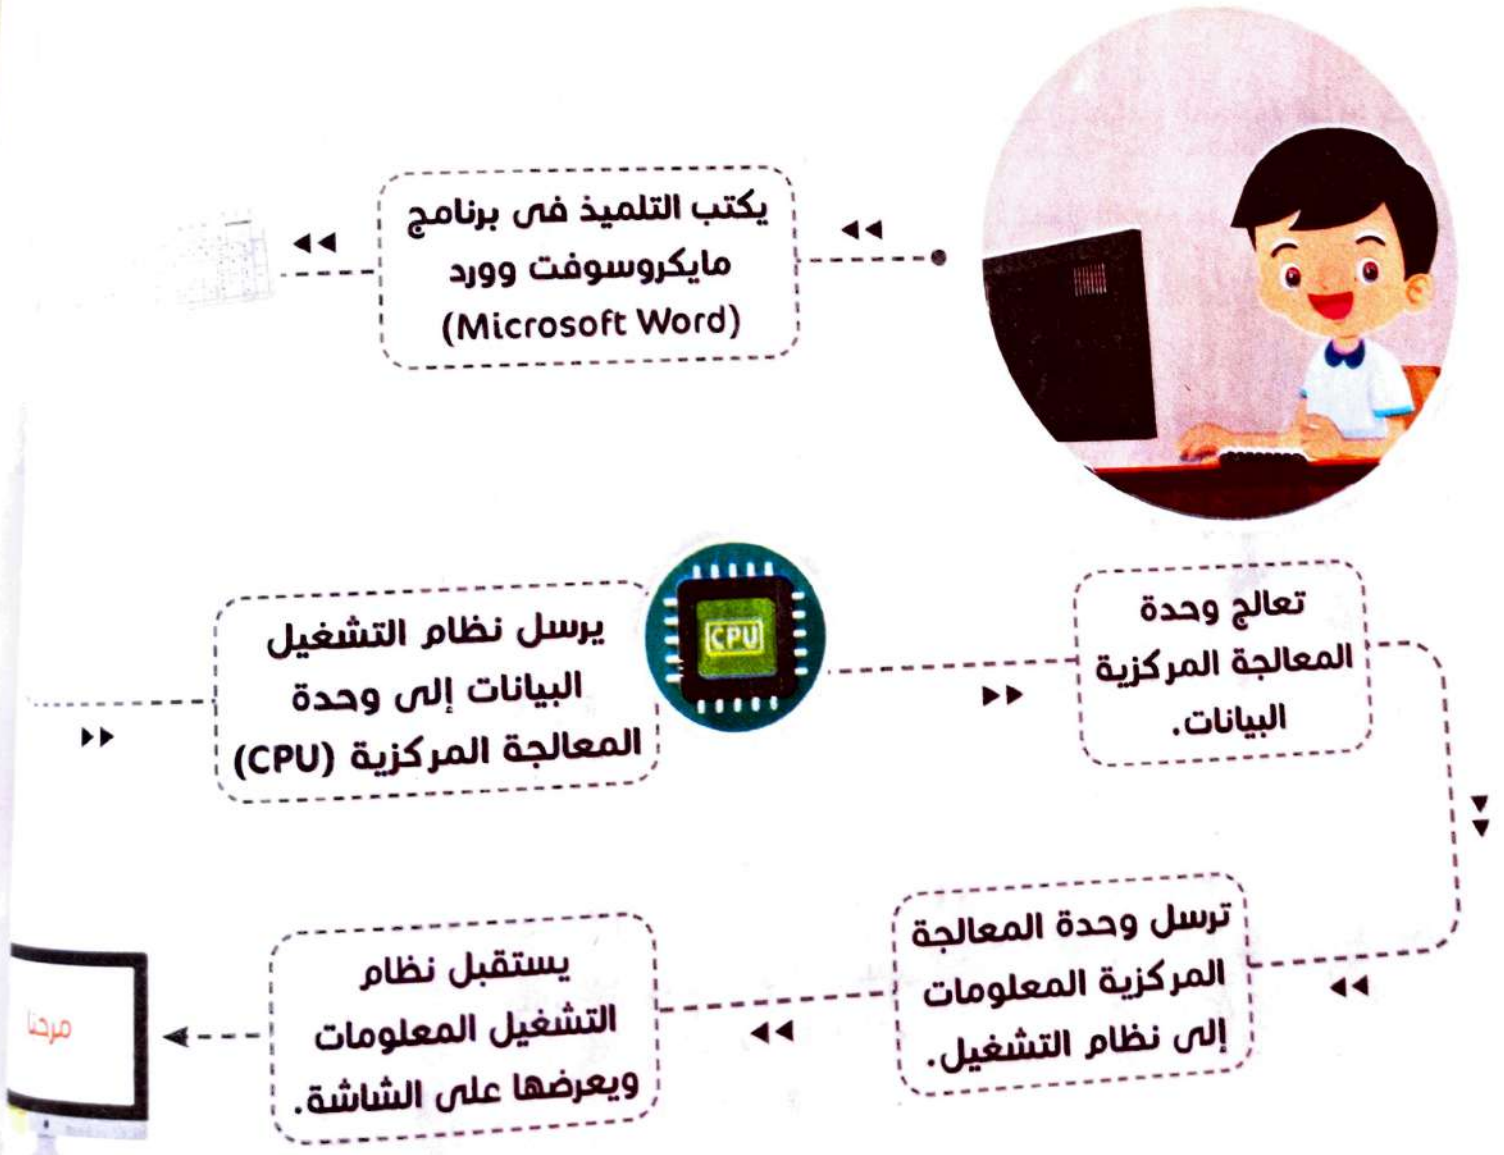 يكتب التلميذ فى برنامج
مايكروسوفت وورد
(Microsoft Word)
يرسل نظام التشغيل
البيانات إلى وحدة
المعالجة المركزية (CPU)
CPU
تعالج وحدة
المعالجة المركزية
البيانات.
ترسل وحدة المعالجة
المركزية المعلومات
إلى نظام التشغيل.
يستقبل نظام
التشغيل المعلومات
ويعرضها على الشاشة.